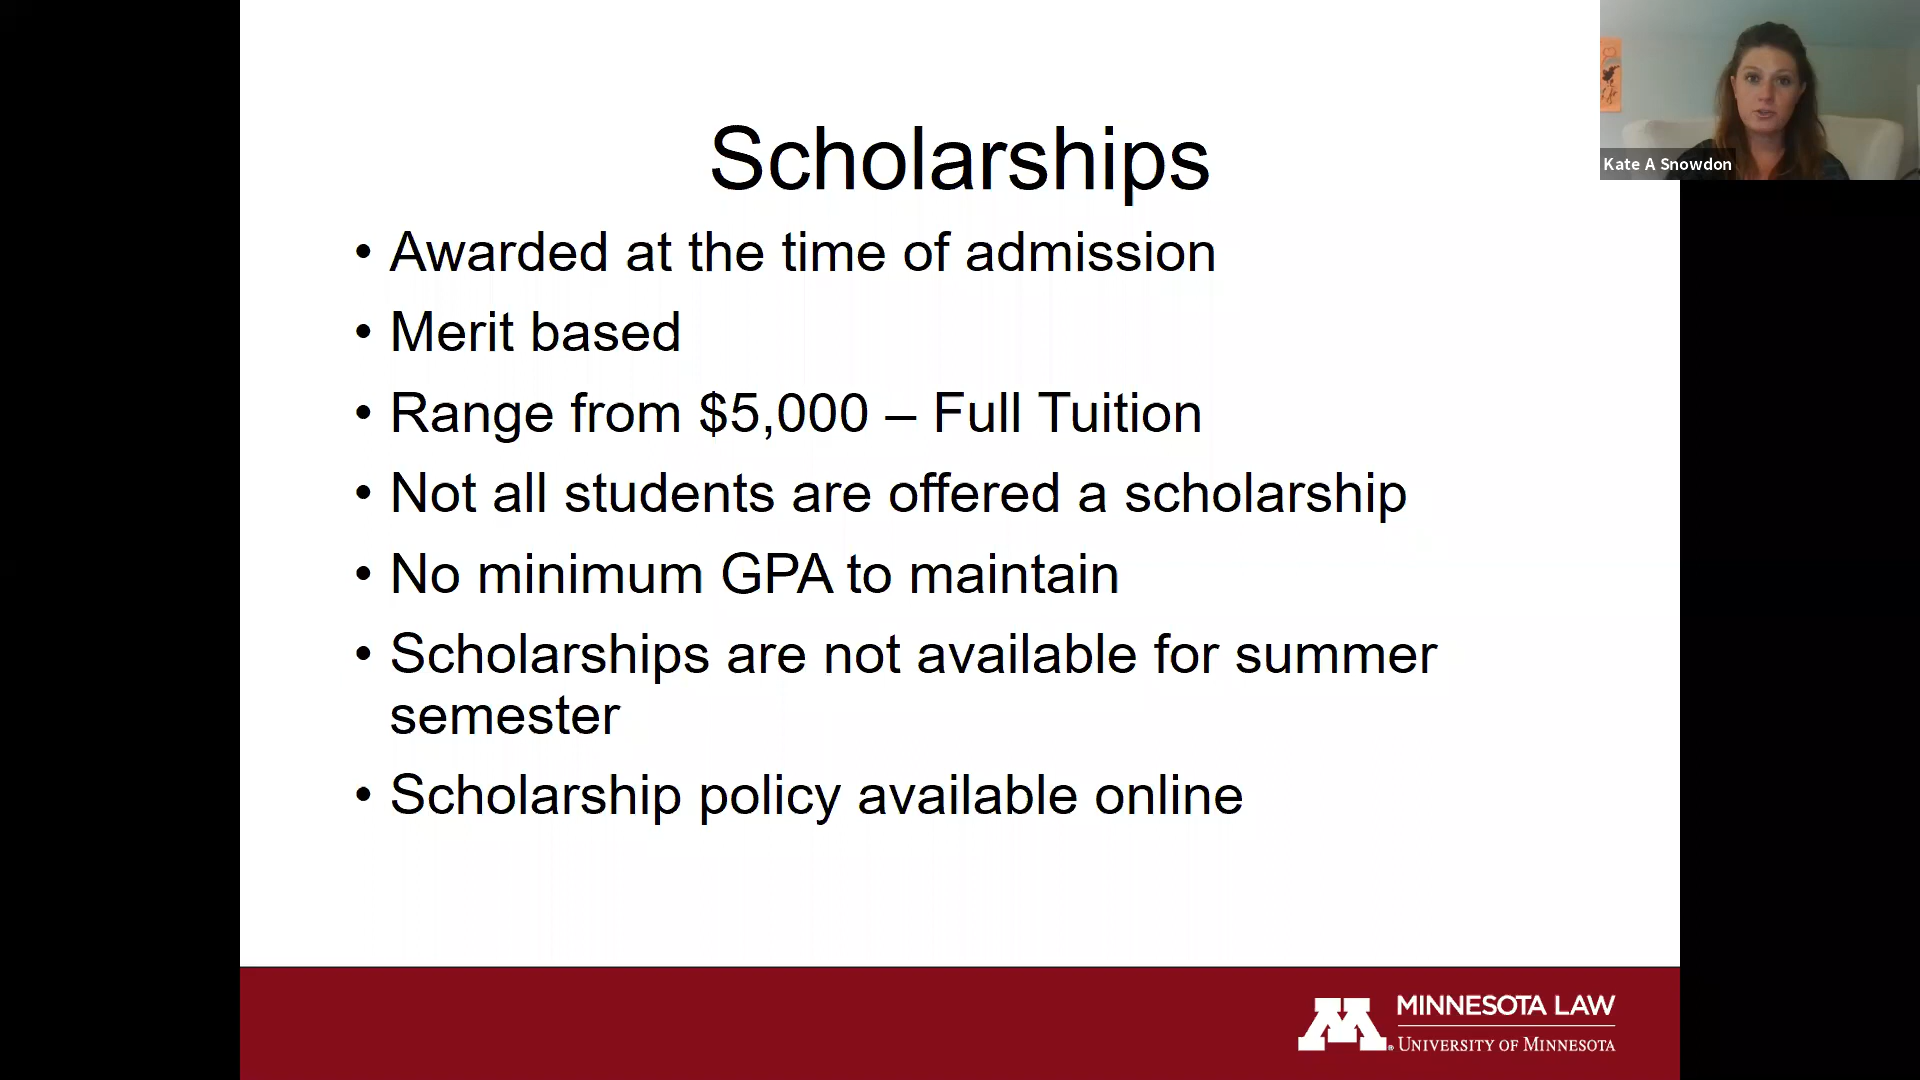 Scholarships
• Awarded at the time of admission
• Merit based
• Range from $5,000 – Full Tuition
• Not all students are offered a scholarship
• No minimum GPA to maintain
• Scholarships are not available for summer
semester
• Scholarship policy available online
Kate A Snowdon
M®
MINNESOTA LAW
UNIVERSITY OF MINNESOTA